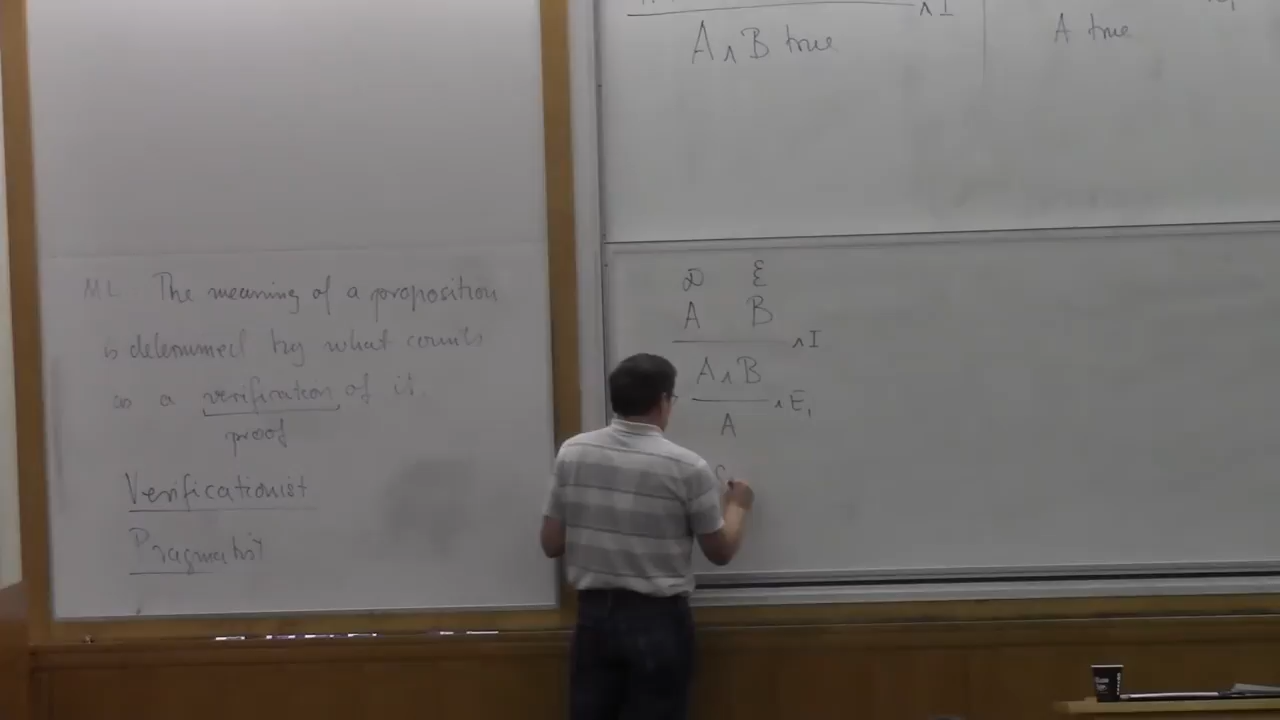 ML. The meaning of a proposition
is determined by what counts
as a verification of it.
proof
Verificationist
Pragmatist
∧I
A ∧ B true
A true
D E
A B
∧I
A ∧ B
∧E₁
A